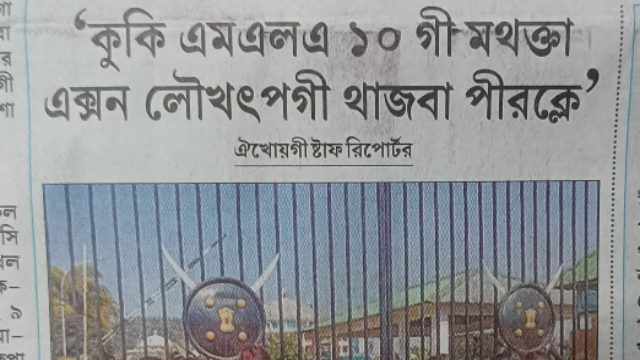 ‘কুকি এমএলএ ১০ গী মথক্তা
এক্সন লৌখৎপগী থাজবা পীরক্লে’
ঐখোয়গী ষ্টাফ রিপোর্টর